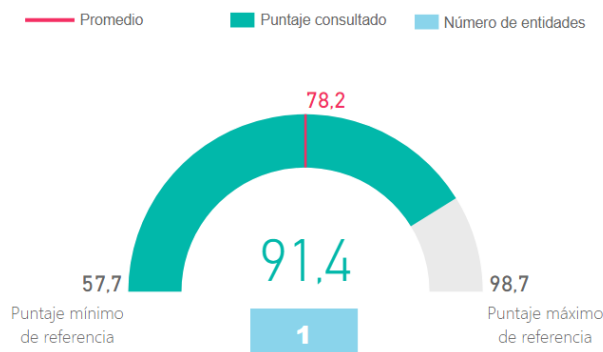 Promedio
Puntaje consultado
Número de entidades
78,2
91,4
57,7
98,7
Puntaje mínimo
de referencia
Puntaje máximo
de referencia
1